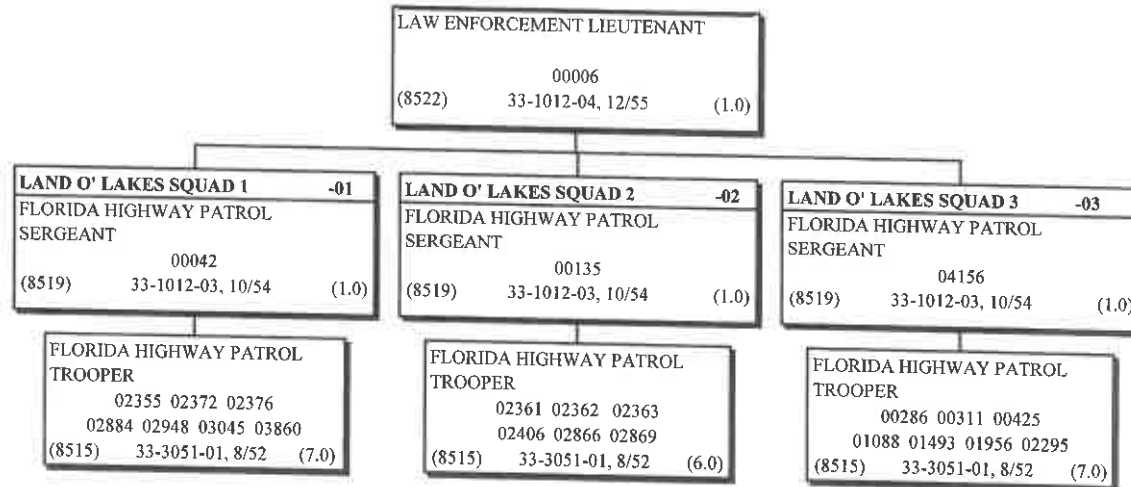 LAW ENFORCEMENT LIEUTENANT
00006
(8522) 33-1012-04, 12/55 (1.0)
LAND O' LAKES SQUAD 1 -01
FLORIDA HIGHWAY PATROL
SERGEANT
00042
(8519) 33-1012-03, 10/54 (1.0)
FLORIDA HIGHWAY PATROL
TROOPER
02355 02372 02376
02884 02948 03045 03860
(8515) 33-3051-01, 8/52 (7.0)
LAND O' LAKES SQUAD 2 -02
FLORIDA HIGHWAY PATROL
SERGEANT
00135
(8519) 33-1012-03, 10/54 (1.0)
FLORIDA HIGHWAY PATROL
TROOPER
02361 02362 02363
02406 02866 02869
(8515) 33-3051-01, 8/52 (6.0)
LAND O' LAKES SQUAD 3 -03
FLORIDA HIGHWAY PATROL
SERGEANT
04156
(8519) 33-1012-03, 10/54 (1.0)
FLORIDA HIGHWAY PATROL
TROOPER
00286 00311 00425
01088 01493 01956 02295
(8515) 33-3051-01, 8/52 (7.0)